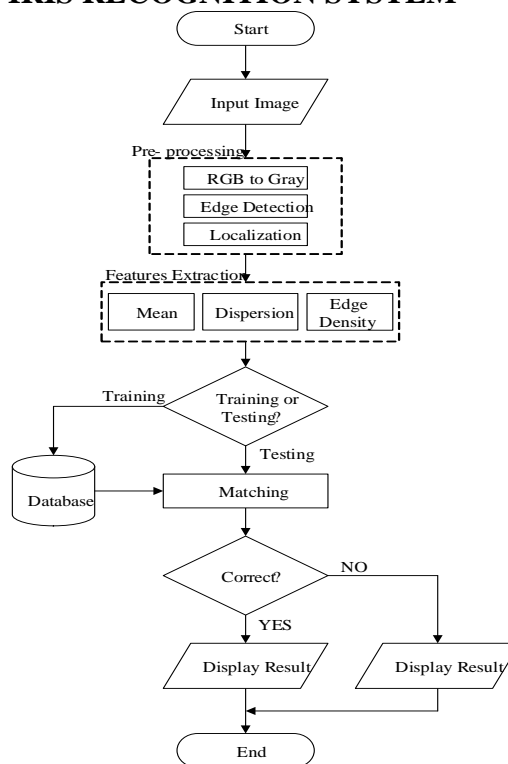 IRIS RECOGNITION SYSTEM
Start
Input Image
Pre- processing
RGB to Gray
Edge Detection
Localization
Features Extraction
Mean
Dispersion
Edge
Density
Training or
Testing?
Training
Testing
Database
Matching
Correct?
NO
YES
Display Result
Display Result
End